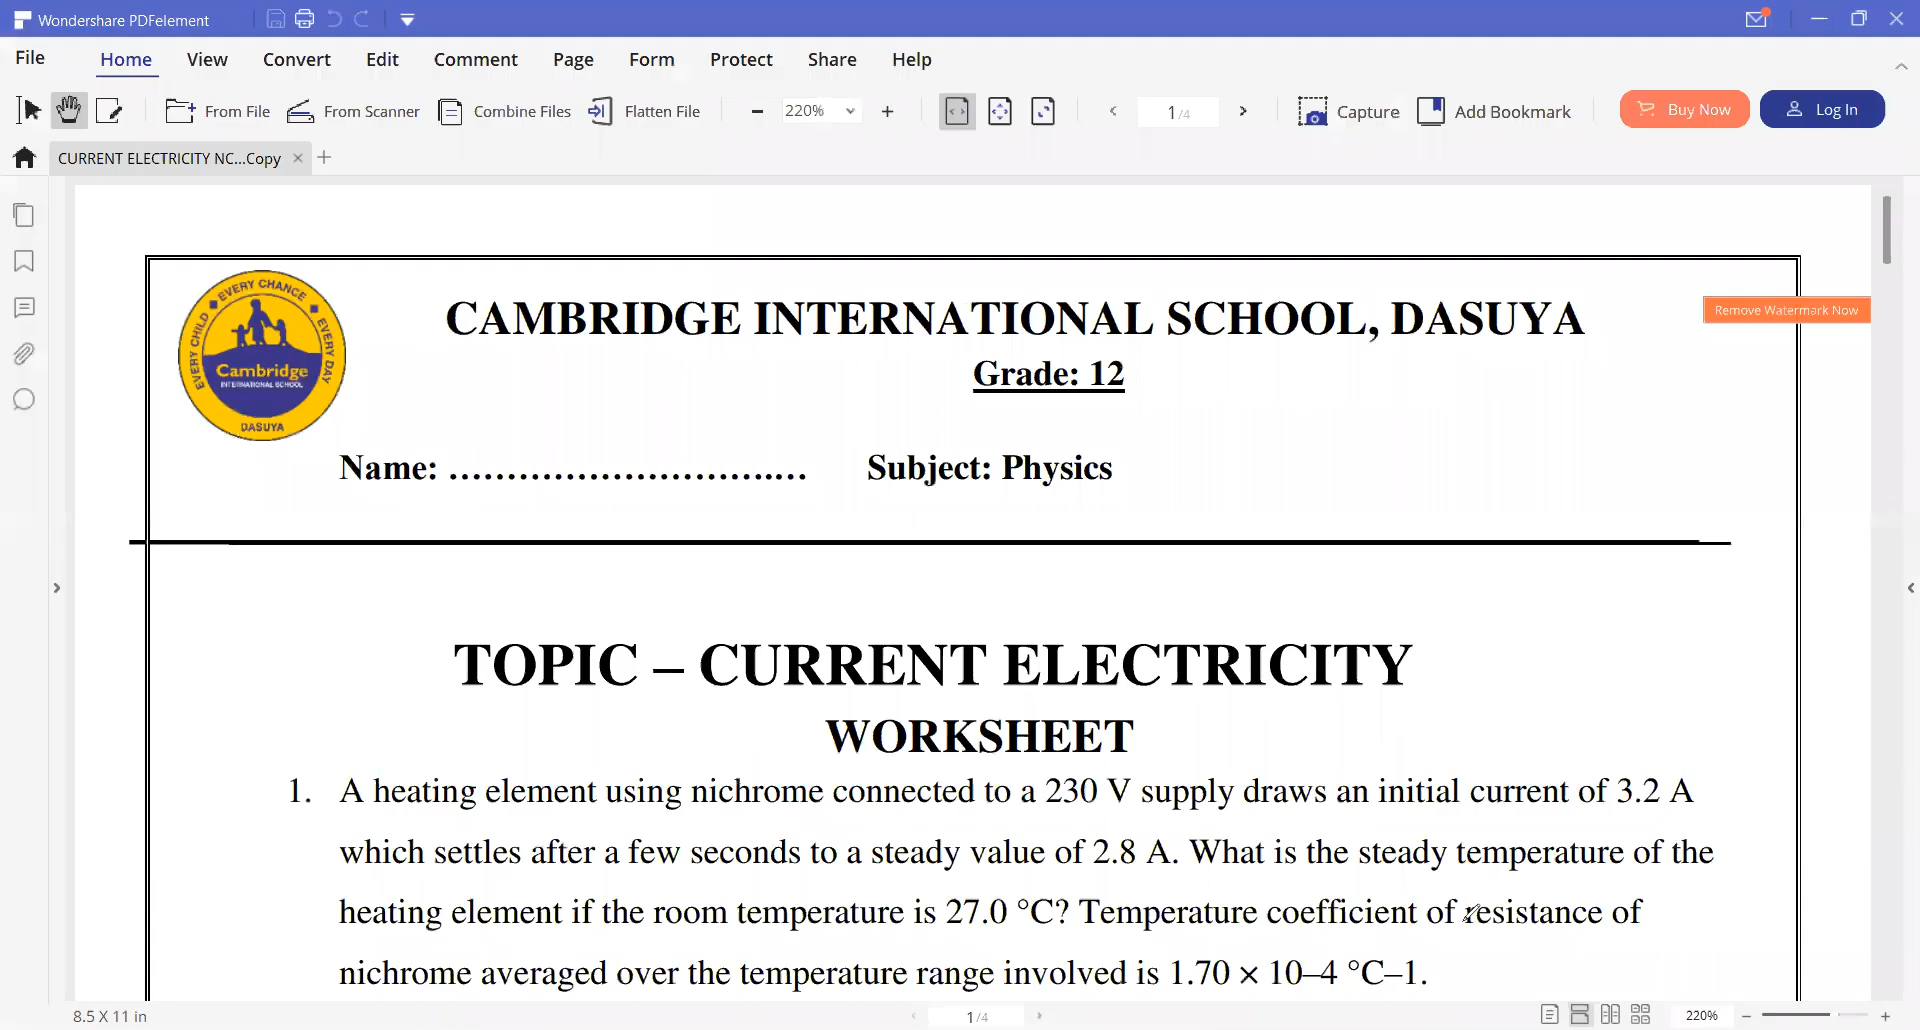 Wondershare PDFelement
File Home View Convert Edit Comment Page Form Protect Share Help
From File From Scanner Combine Files Flatten File 220% 1/4 Capture Add Bookmark Buy Now Log In
CURRENT ELECTRICITY NC...Copy
EVERY CHILD EVERY CHANCE EVERY DAY
Cambridge
INTERNATIONAL SCHOOL
DASUYA
CAMBRIDGE INTERNATIONAL SCHOOL, DASUYA
Remove Watermark Now
Grade: 12
Name: ................................ Subject: Physics
TOPIC – CURRENT ELECTRICITY
WORKSHEET
1. A heating element using nichrome connected to a 230 V supply draws an initial current of 3.2 A
which settles after a few seconds to a steady value of 2.8 A. What is the steady temperature of the
heating element if the room temperature is 27.0 °C? Temperature coefficient of resistance of
nichrome averaged over the temperature range involved is 1.70 × 10–4 °C–1.
8.5 X 11 in 1/4 220%